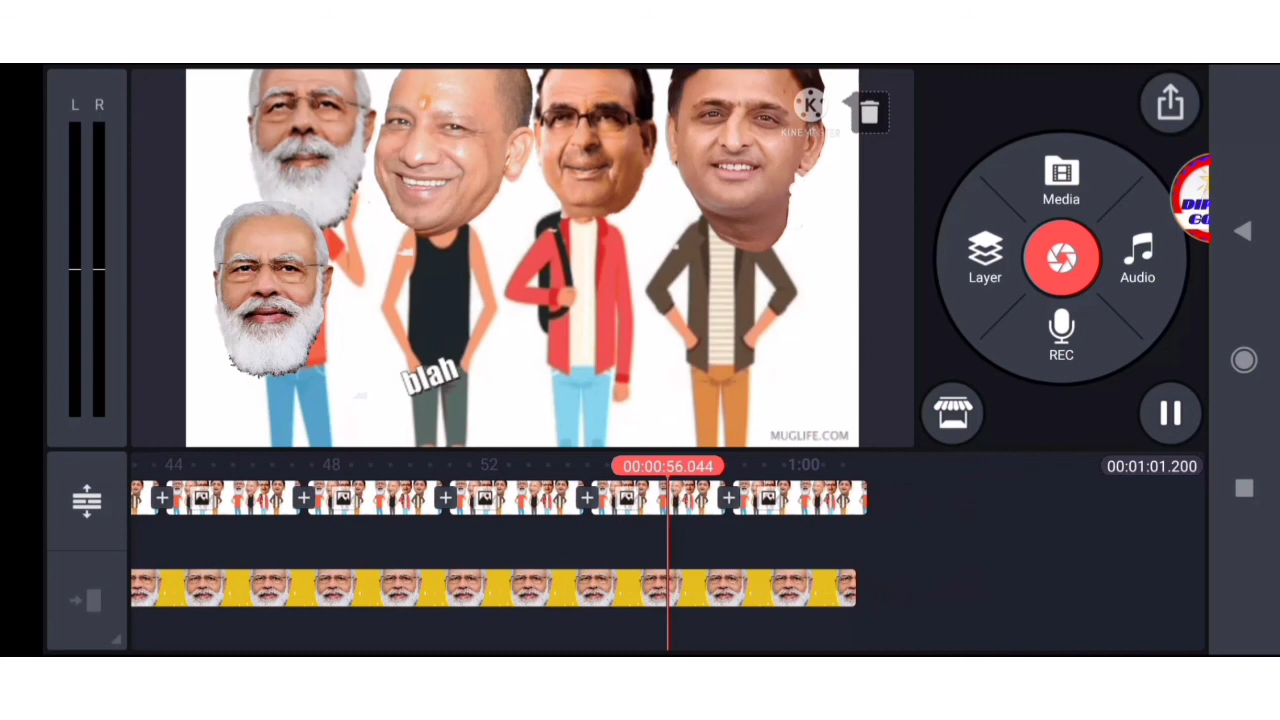 L R
KINEMASTER
blah
MUGLIFE.COM
Media
Layer
Audio
REC
44
48
52
00:00:56.044
1:00
00:01:01.200